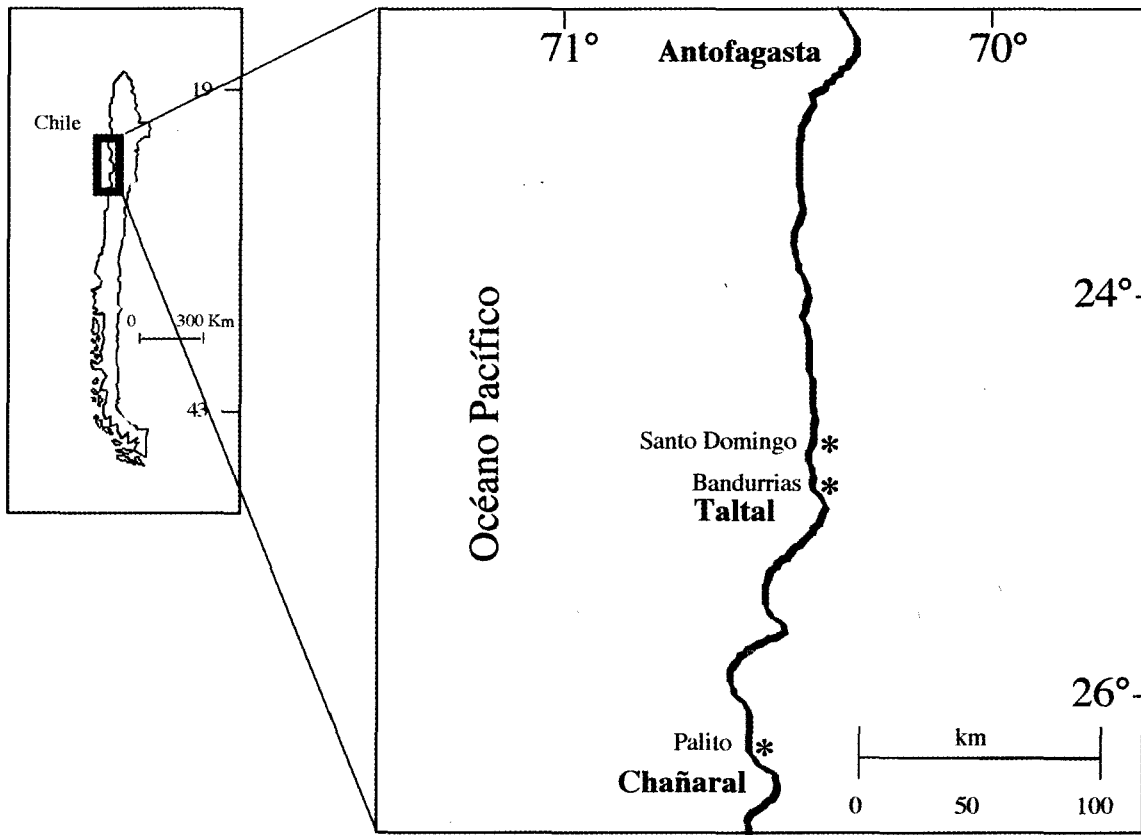 19
Chile
0 300 Km
43
71° 70°
Antofagasta
24°
Océano Pacífico
Santo Domingo *
Bandurrias *
Taltal
26°
Palito *
km
Chañaral
0 50 100